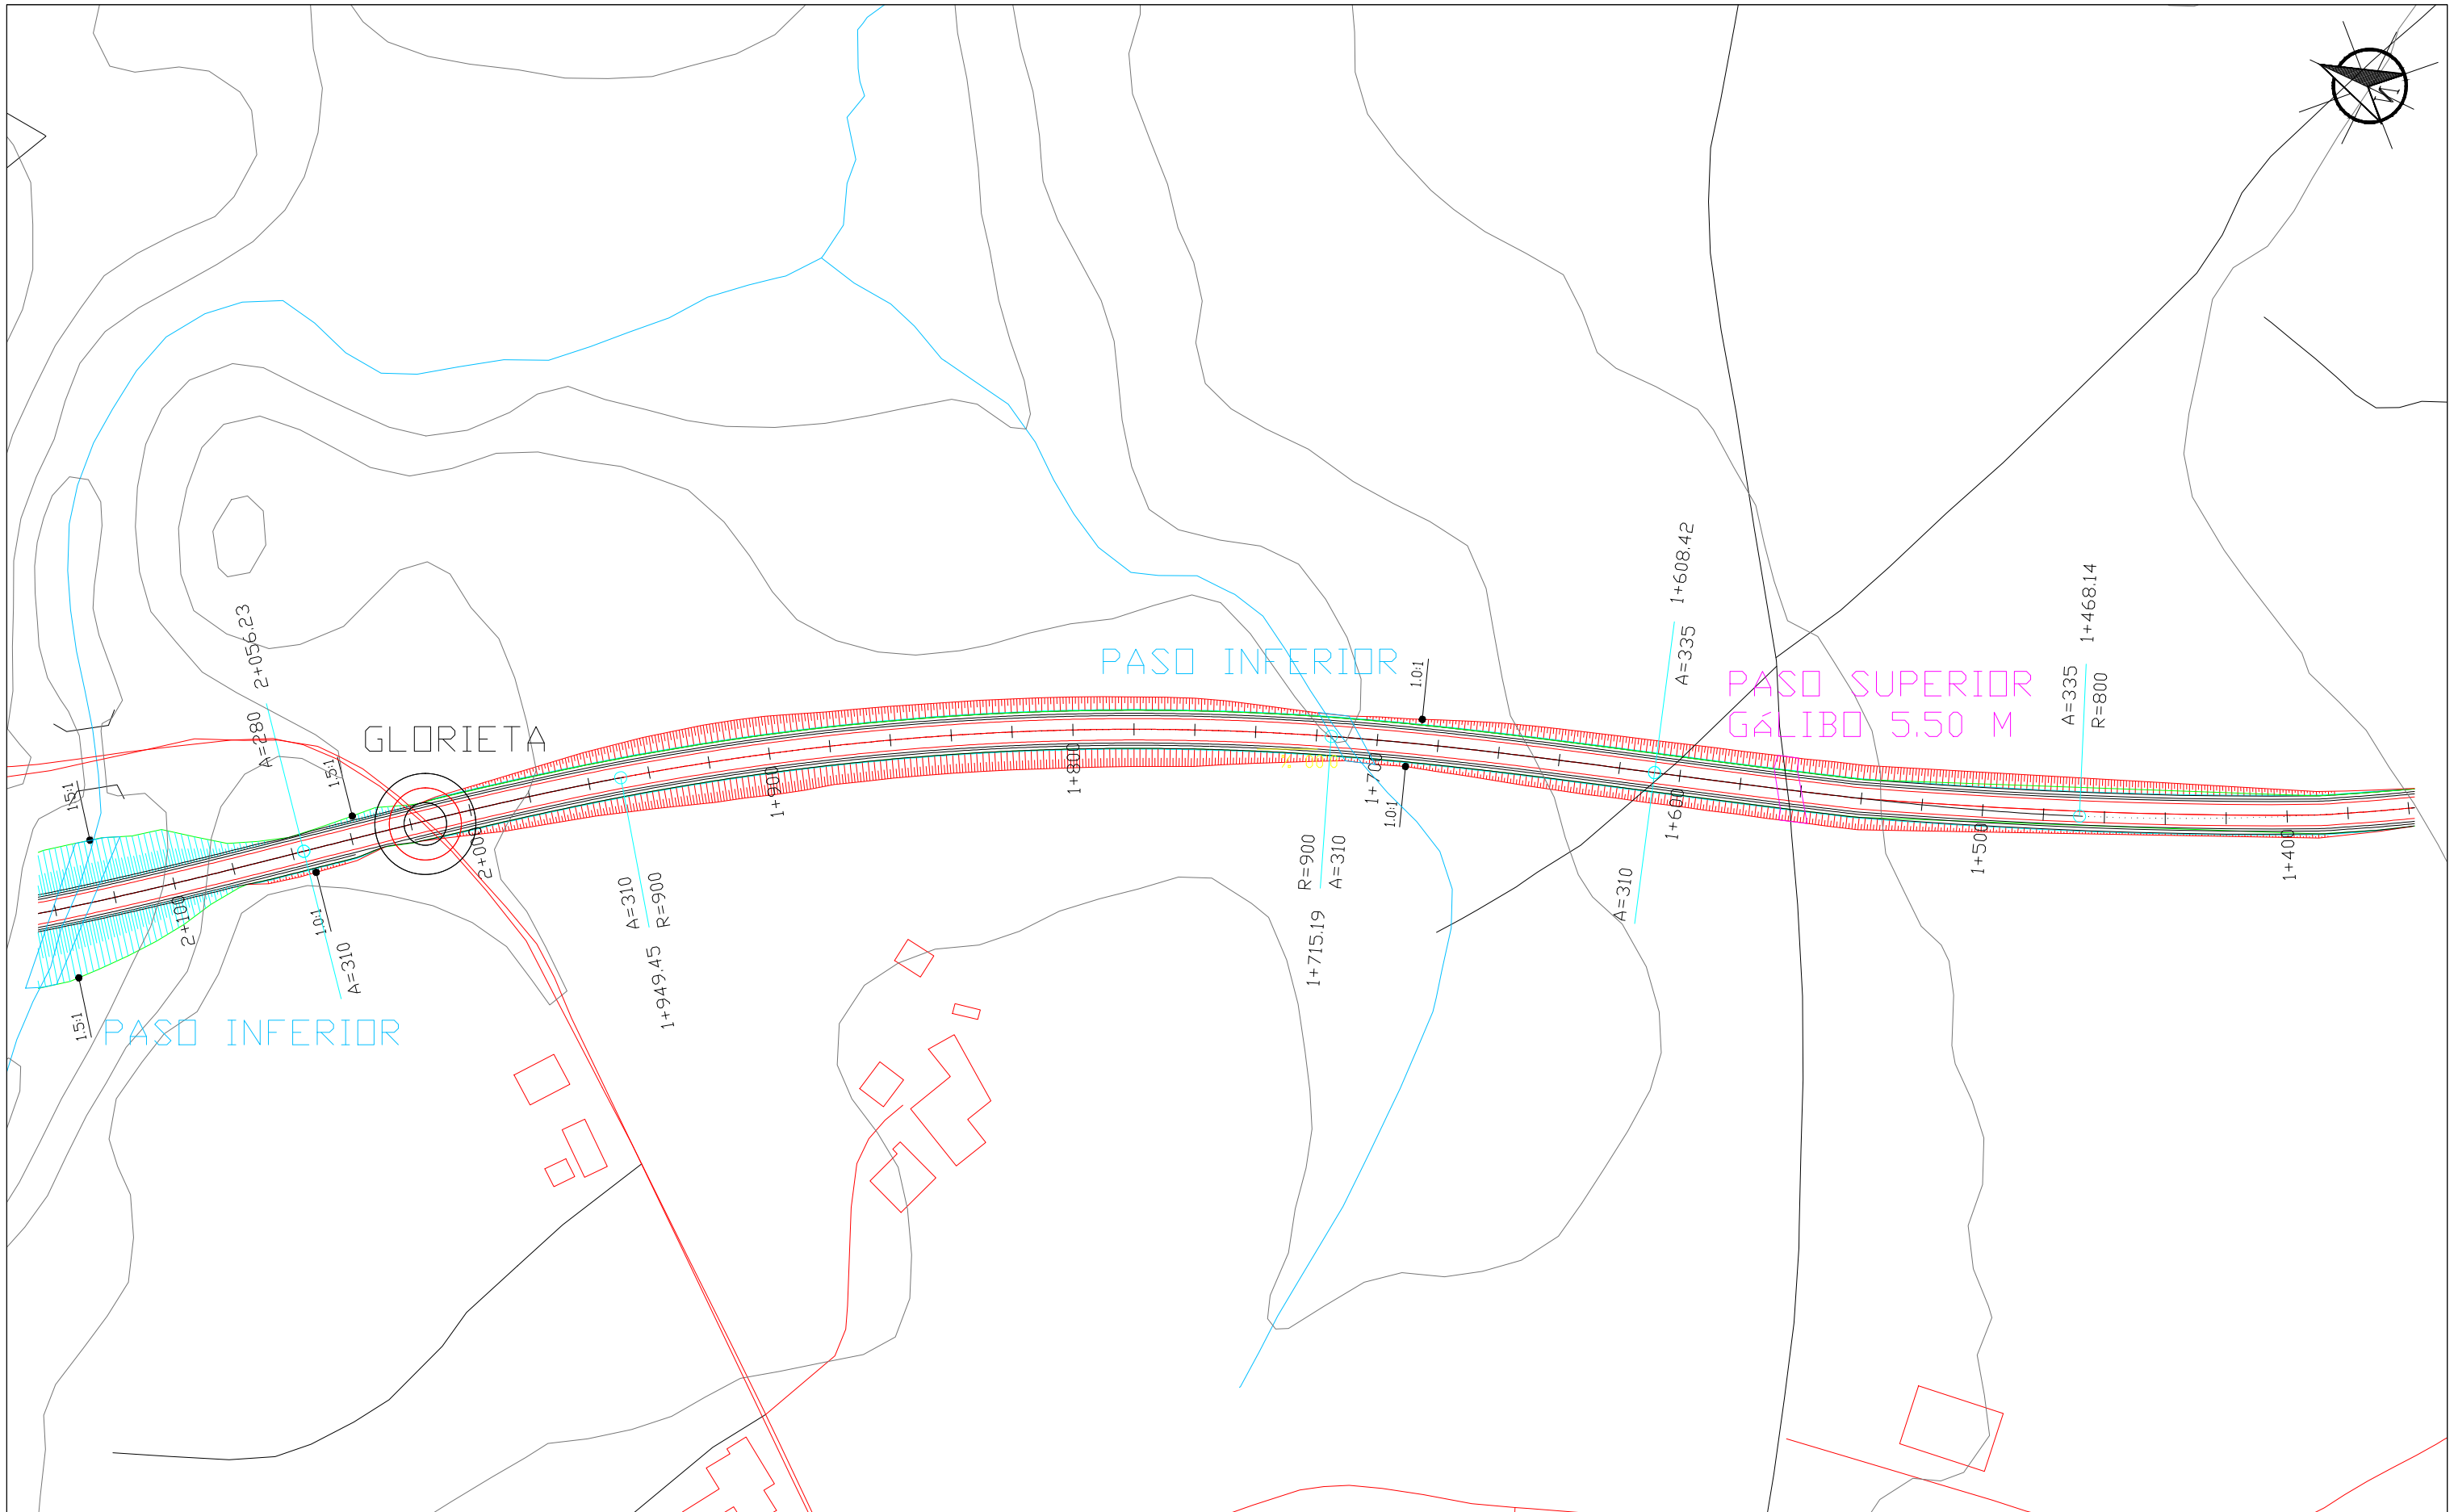 1+608.42
A=335
1+468.14
A=335
R=800
PASO INFERIOR
1.0:1
PASO SUPERIOR
GáLIBO 5.50 M
2+056.23
A=280
GLORIETA
1.5:1
1.5:1
1+900
1+800
1+700
1.0:1
1+600
1+500
1+400
2+000
2+100
1.0:1
A=310
A=310
R=900
1+949.45
R=900
A=310
1+715.19
A=310
1.5:1
PASO INFERIOR